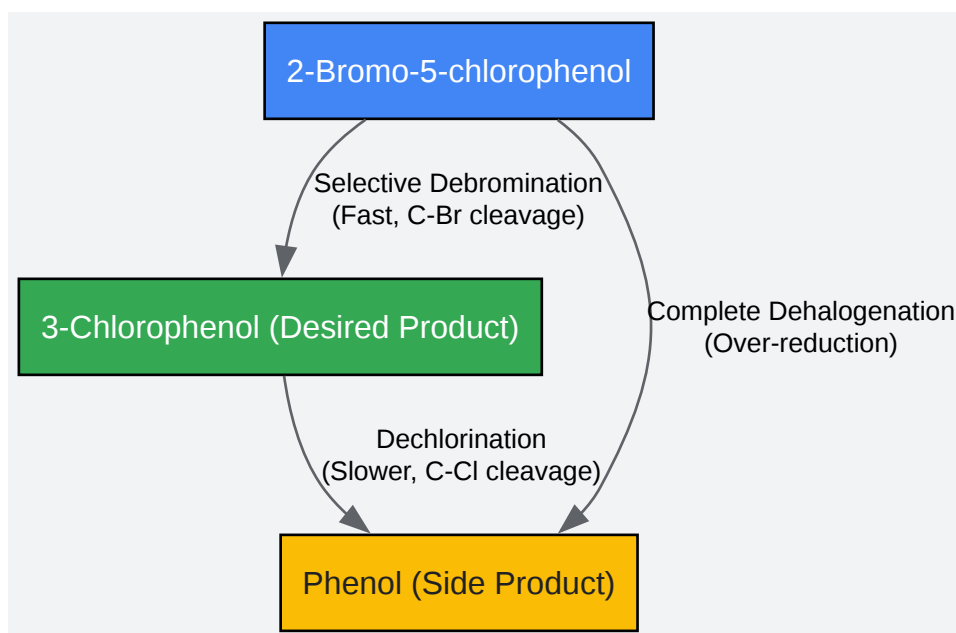 2-Bromo-5-chlorophenol
Selective Debromination
(Fast, C-Br cleavage)
3-Chlorophenol (Desired Product)
Complete Dehalogenation
(Over-reduction)
Dechlorination
(Slower, C-Cl cleavage)
Phenol (Side Product)